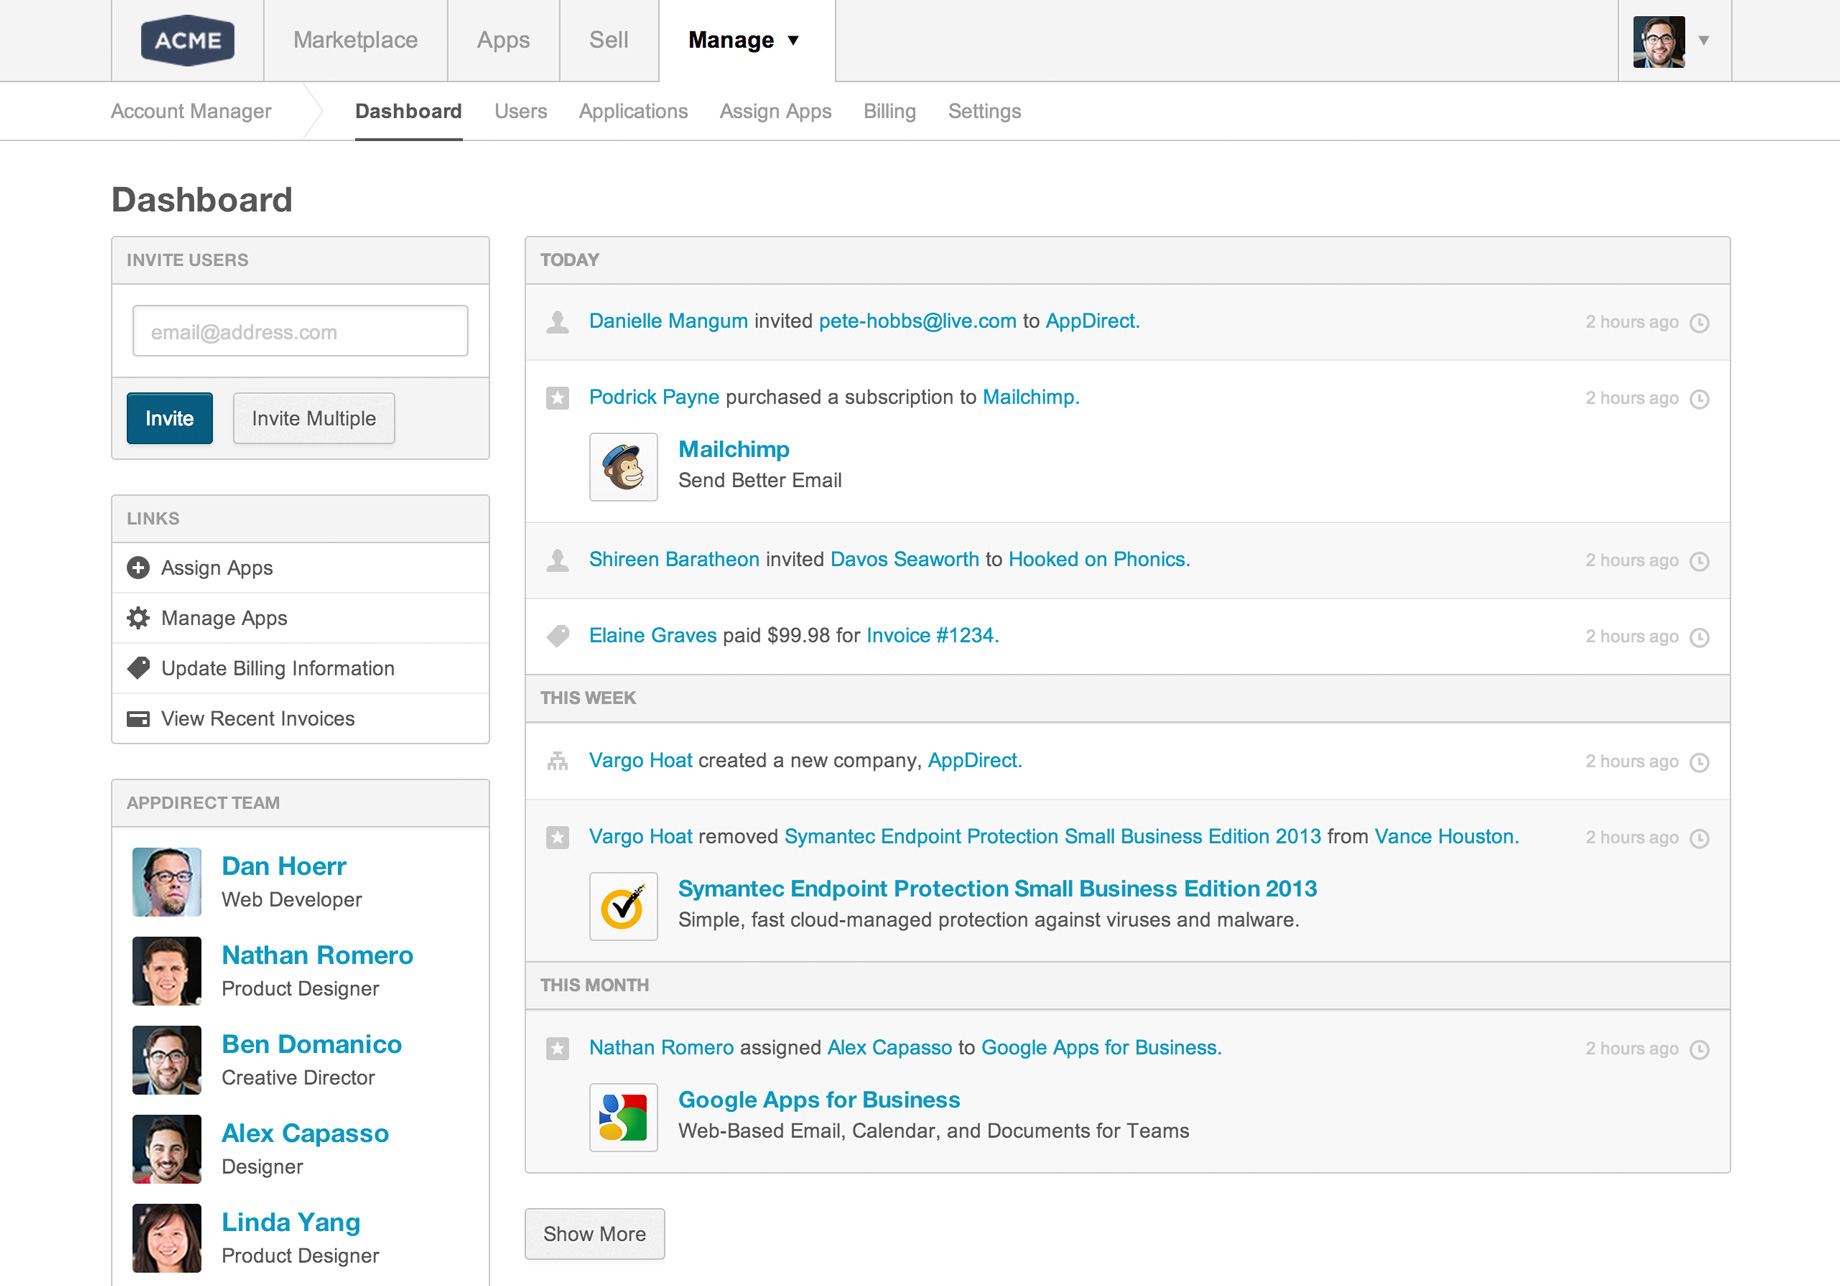 ACME
Marketplace
Apps
Sell
Manage ▼
▼
Account Manager
Dashboard
Users
Applications
Assign Apps
Billing
Settings
Dashboard
INVITE USERS
email@address.com
Invite
Invite Multiple
LINKS
Assign Apps
Manage Apps
Update Billing Information
View Recent Invoices
APPDIRECT TEAM
Dan Hoerr
Web Developer
Nathan Romero
Product Designer
Ben Domanico
Creative Director
Alex Capasso
Designer
Linda Yang
Product Designer
TODAY
Danielle Mangum invited pete-hobbs@live.com to AppDirect.
2 hours ago
Podrick Payne purchased a subscription to Mailchimp.
2 hours ago
Mailchimp
Send Better Email
Shireen Baratheon invited Davos Seaworth to Hooked on Phonics.
2 hours ago
Elaine Graves paid $99.98 for Invoice #1234.
2 hours ago
THIS WEEK
Vargo Hoat created a new company, AppDirect.
2 hours ago
Vargo Hoat removed Symantec Endpoint Protection Small Business Edition 2013 from Vance Houston.
2 hours ago
Symantec Endpoint Protection Small Business Edition 2013
Simple, fast cloud-managed protection against viruses and malware.
THIS MONTH
Nathan Romero assigned Alex Capasso to Google Apps for Business.
2 hours ago
Google Apps for Business
Web-Based Email, Calendar, and Documents for Teams
Show More